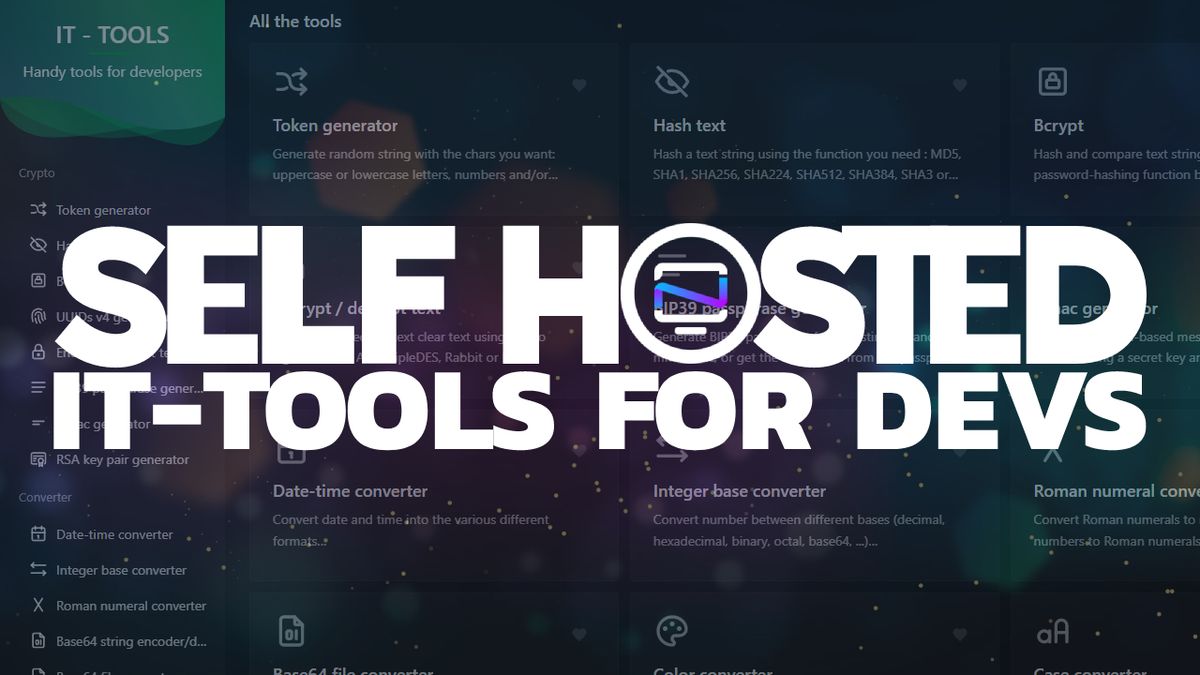 IT - TOOLS
Handy tools for developers
Crypto
Token generator
RSA key pair generator
Converter
Date-time converter
Integer base converter
Roman numeral converter
Base64 string encoder/d...
All the tools
Token generator
Generate random string with the chars you want:
uppercase or lowercase letters, numbers and/or...
Hash text
Hash a text string using the function you need : MD5,
SHA1, SHA256, SHA224, SHA512, SHA384, SHA3 or...
Bcrypt
Hash and compare text string
password-hashing function b
SELF HOSTED
IT-TOOLS FOR DEVS
Date-time converter
Convert date and time into the various different
formats...
Integer base converter
Convert number between different bases (decimal,
hexadecimal, binary, octal, base64, ...)...
Roman numeral conve
Convert Roman numerals to
numbers to Roman numerals
Base64 file converter
Color converter
Case converter